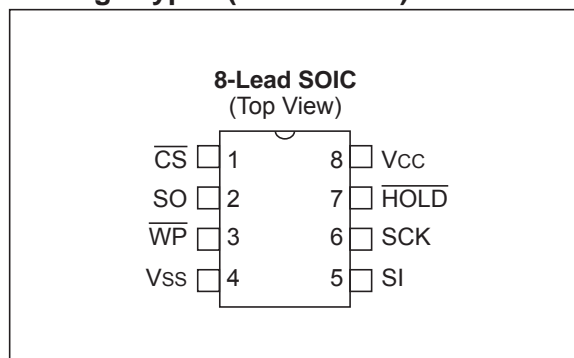 8-Lead SOIC
(Top View)
CS 1 8 VCC
SO 2 7 HOLD
WP 3 6 SCK
VSS 4 5 SI